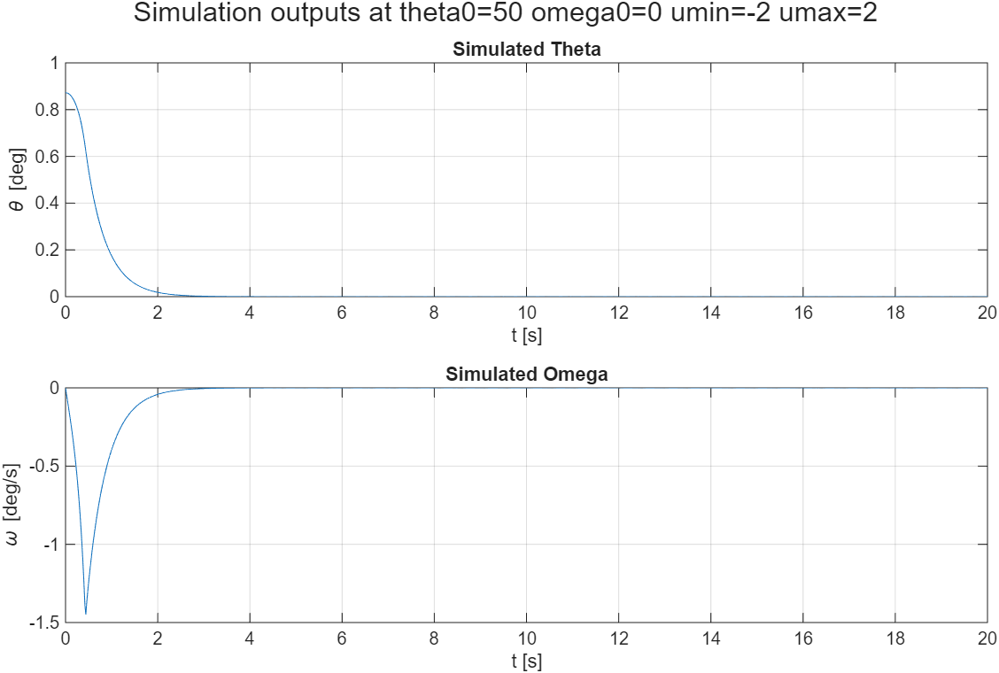 Simulation outputs at theta0=50 omega0=0 umin=-2 umax=2
Simulated Theta
1
0.8
0.6
0.4
0.2
0
θ [deg]
0 2 4 6 8 10 12 14 16 18 20
t [s]
Simulated Omega
0
-0.5
-1
-1.5
ω [deg/s]
0 2 4 6 8 10 12 14 16 18 20
t [s]